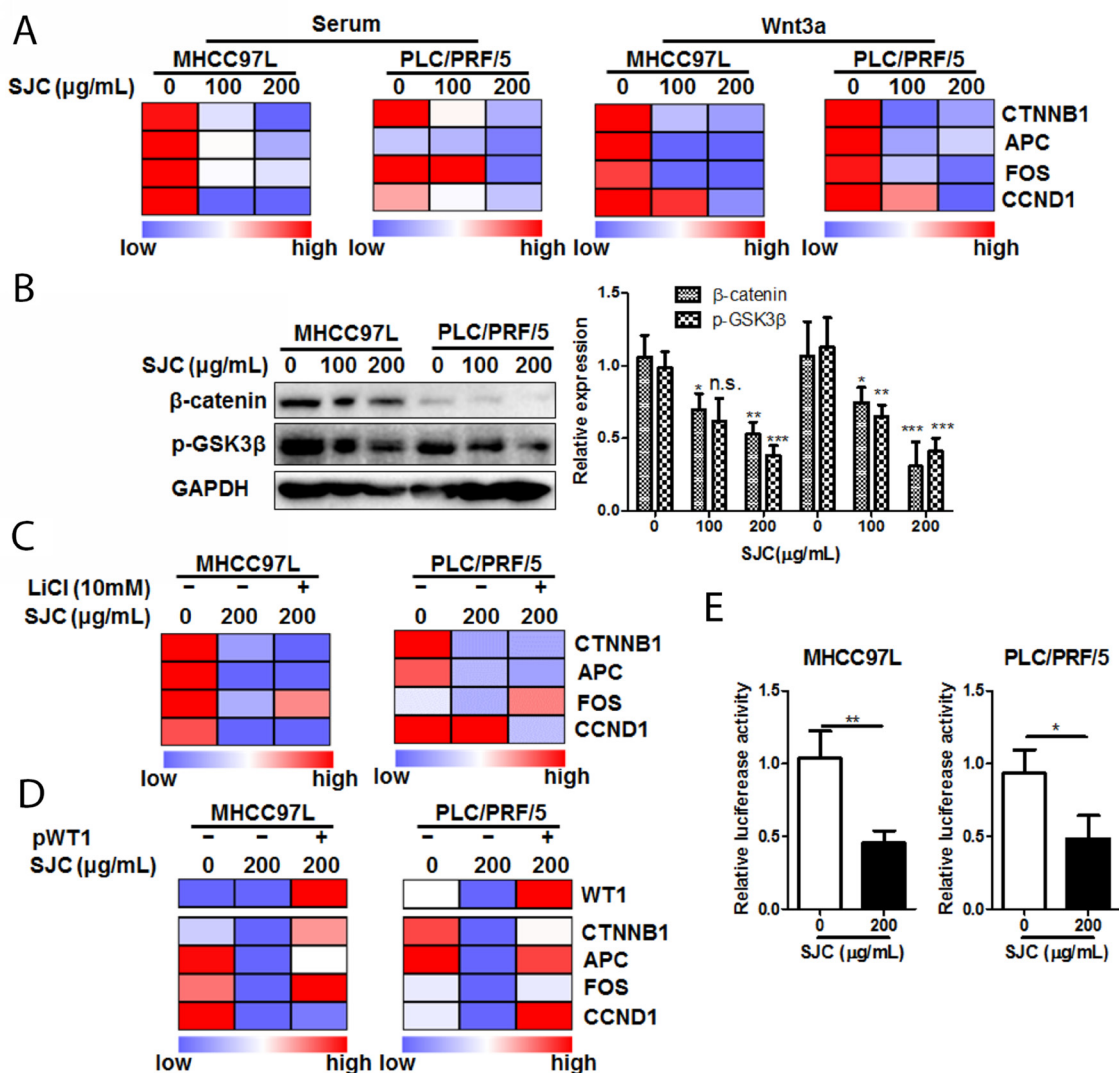 A
Serum
Wnt3a
MHCC97L
PLC/PRF/5
MHCC97L
PLC/PRF/5
SJC (μg/mL)
0 100 200
0 100 200
0 100 200
0 100 200
CTNNB1
APC
FOS
CCND1
low high
low high
low high
low high
B
MHCC97L
PLC/PRF/5
SJC (μg/mL)
0 100 200 0 100 200
β-catenin
p-GSK3β
GAPDH
β-catenin
p-GSK3β
Relative expression
1.5
1.0
0.5
0.0
* n.s. ** *** * ** *** ***
0 100 200 0 100 200
SJC(μg/mL)
C
MHCC97L
PLC/PRF/5
LiCl (10mM)
− − +
− − +
SJC (μg/mL)
0 200 200
0 200 200
CTNNB1
APC
FOS
CCND1
low high
low high
D
MHCC97L
PLC/PRF/5
pWT1
− − +
− − +
SJC (μg/mL)
0 200 200
0 200 200
WT1
CTNNB1
APC
FOS
CCND1
low high
low high
E
MHCC97L
Relative luciferease activity
1.5
1.0
0.5
0.0
**
0 200
SJC (μg/mL)
PLC/PRF/5
Relative luciferease activity
1.5
1.0
0.5
0.0
*
0 200
SJC (μg/mL)